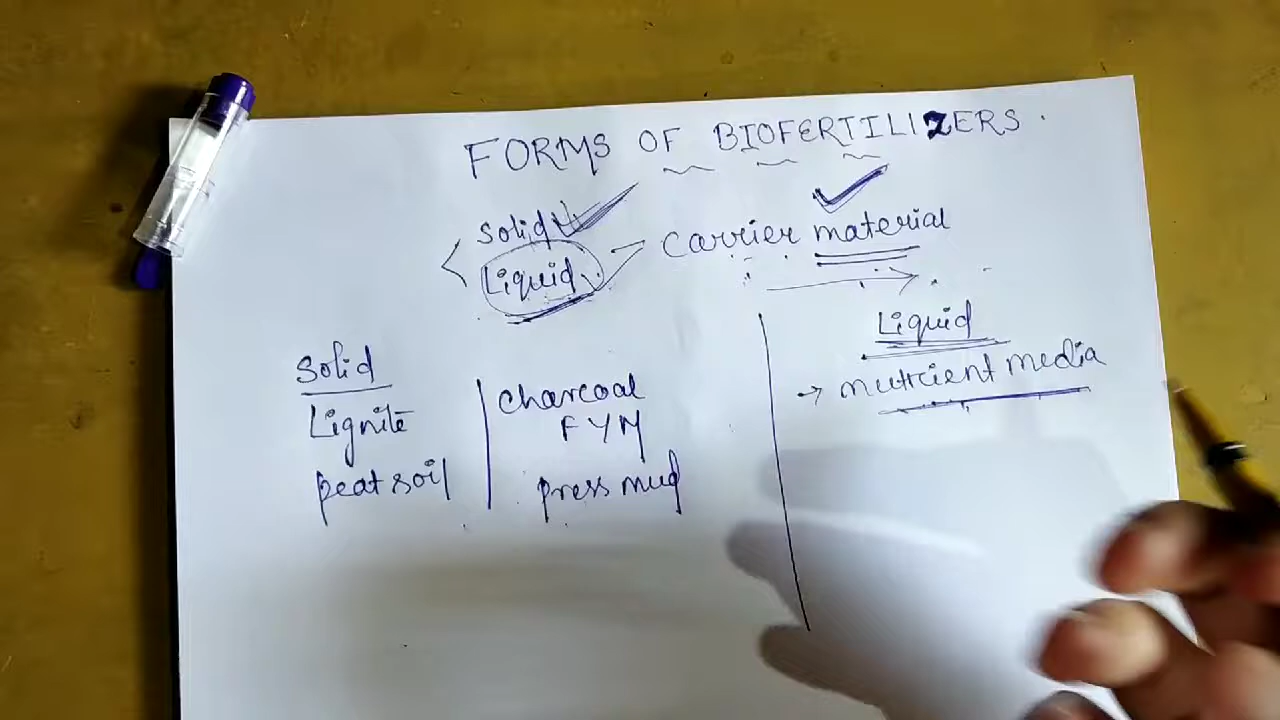 FORMS OF BIOFERTILIZERS.
solid
Liquid
Carrier material
solid
Lignite
peat soil
charcoal
FYM
press mud
Liquid
→ nutrient media